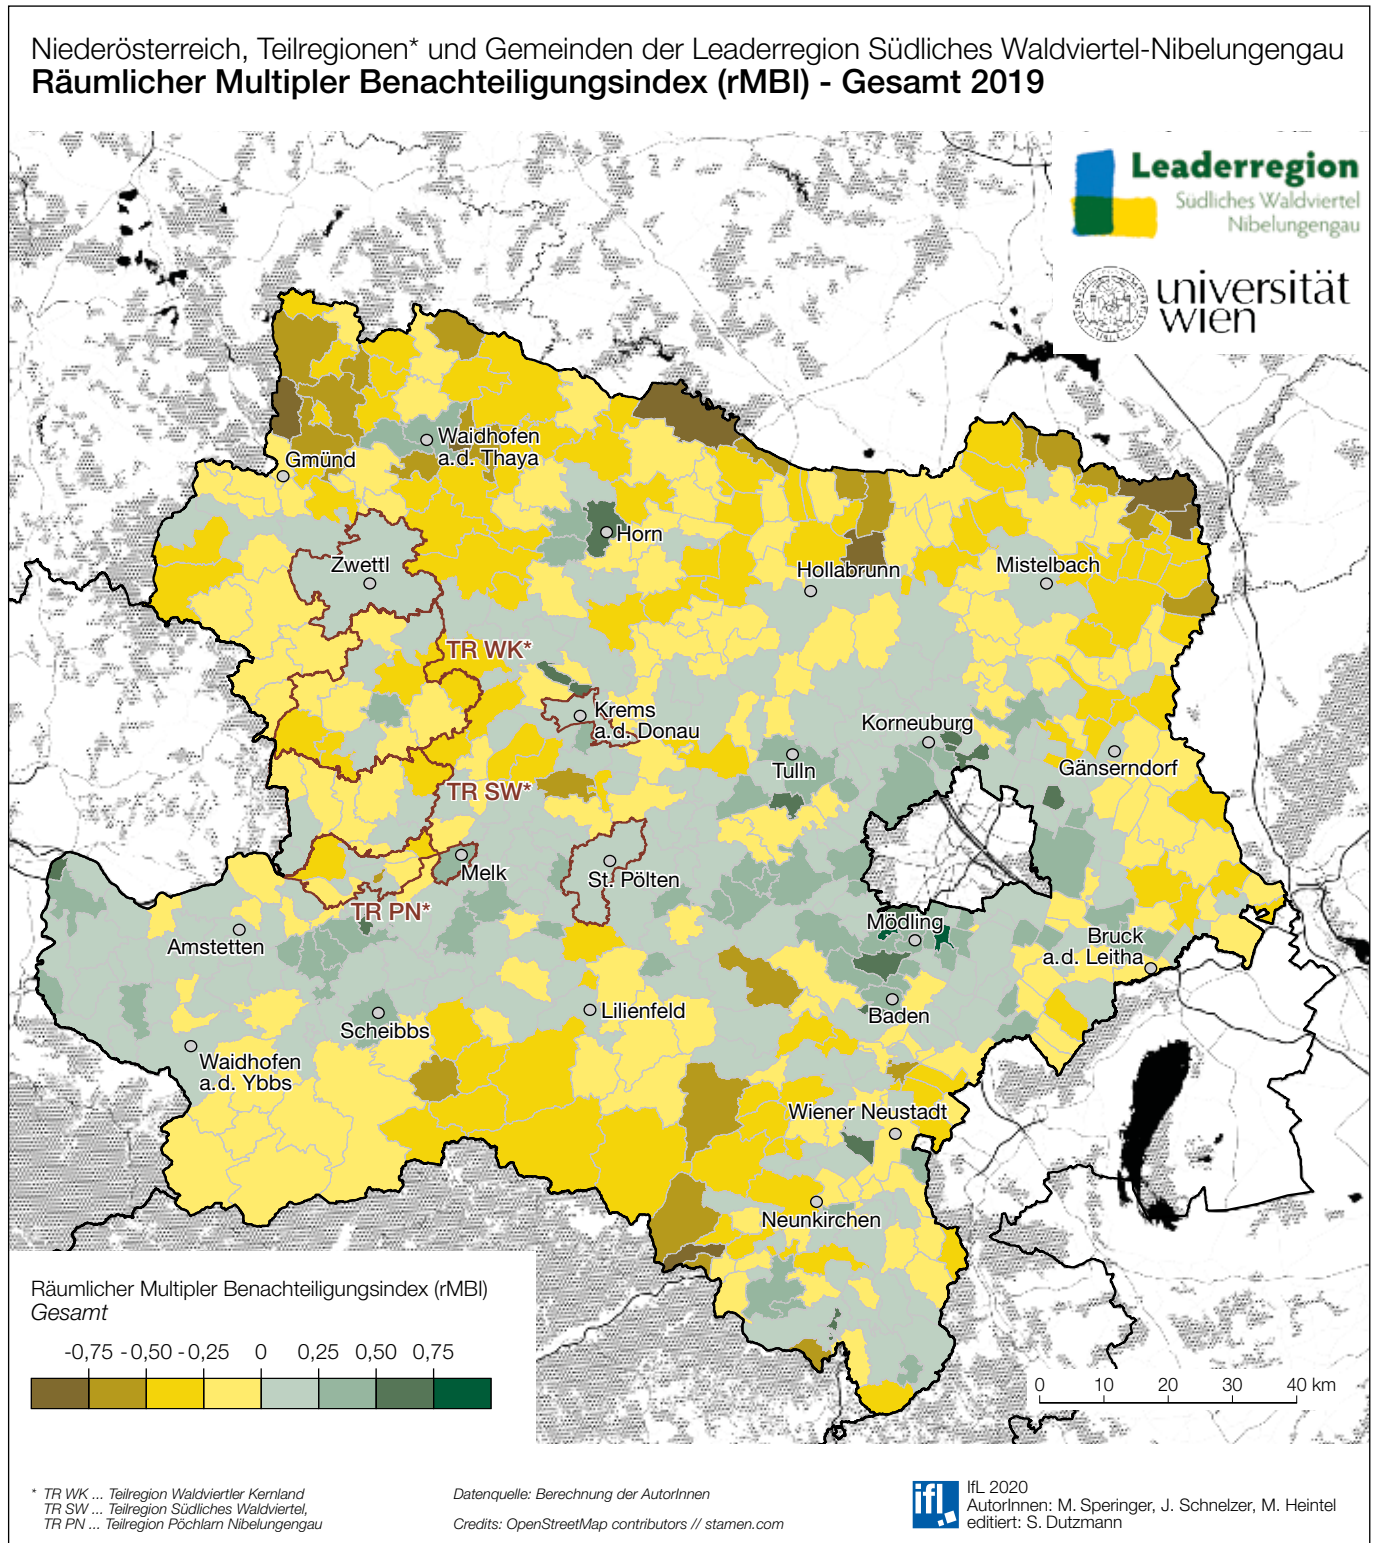 Niederösterreich, Teilregionen* und Gemeinden der Leaderregion Südliches Waldviertel-Nibelungengau
Räumlicher Multipler Benachteiligungsindex (rMBI) - Gesamt 2019
Leaderregion
Südliches Waldviertel
Nibelungengau
universität
wien
Waidhofen
a.d. Thaya
Gmünd
Horn
Zwettl
Hollabrunn
Mistelbach
TR WK*
Krems
a.d. Donau
Korneuburg
Tulln
Gänserndorf
TR SW*
Melk
St. Pölten
TR PN*
Mödling
Amstetten
Bruck
a.d. Leitha
Lilienfeld
Baden
Scheibbs
Waidhofen
a.d. Ybbs
Wiener Neustadt
Neunkirchen
Räumlicher Multipler Benachteiligungsindex (rMBI)
Gesamt
-0,75 -0,50 -0,25 0 0,25 0,50 0,75
0 10 20 30 40 km
* TR WK ... Teilregion Waldviertler Kernland
TR SW ... Teilregion Südliches Waldviertel,
TR PN ... Teilregion Pöchlarn Nibelungengau
Datenquelle: Berechnung der AutorInnen
Credits: OpenStreetMap contributors // stamen.com
ifl
IfL 2020
AutorInnen: M. Speringer, J. Schnelzer, M. Heintel
editiert: S. Dutzmann